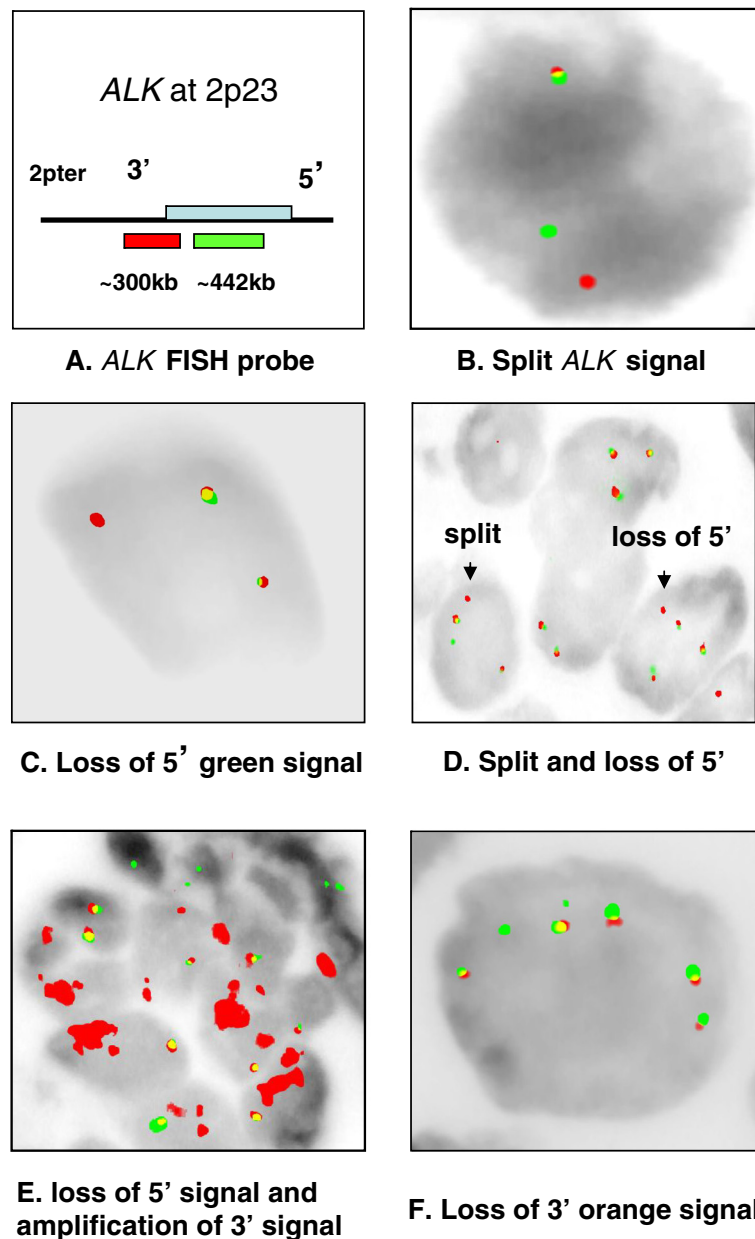 ALK at 2p23
2pter 3’ 5’
~300kb ~442kb
A. ALK FISH probe
B. Split ALK signal
split loss of 5’
C. Loss of 5’ green signal
D. Split and loss of 5’
E. loss of 5’ signal and
amplification of 3’ signal
F. Loss of 3’ orange signal